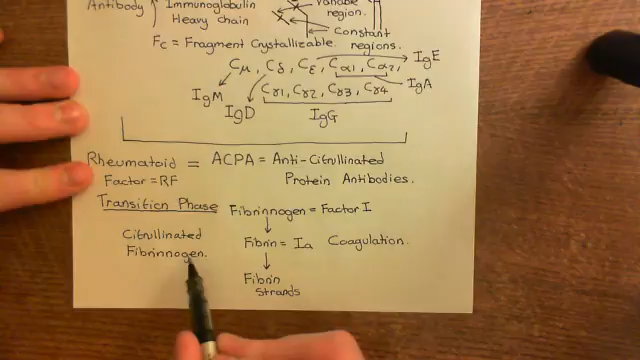 Antibody ↑ Immunoglobulin
Heavy chain
Variable
region.
Constant
regions.
Fc = Fragment Crystallizeable
Cμ, Cδ, Cε, Cα1, Cα2, IgE
Cγ1, Cγ2, Cγ3, Cγ4 IgA
IgM IgD IgG
Rheumatoid = ACPA = Anti-Citrullinated
Factor = RF Protein Antibodies.
Transition Phase Fibrinnogen = Factor I
↓
Citrullinated Fibrin = Ia Coagulation.
Fibrinnogen. ↓
Fibrin
Strands